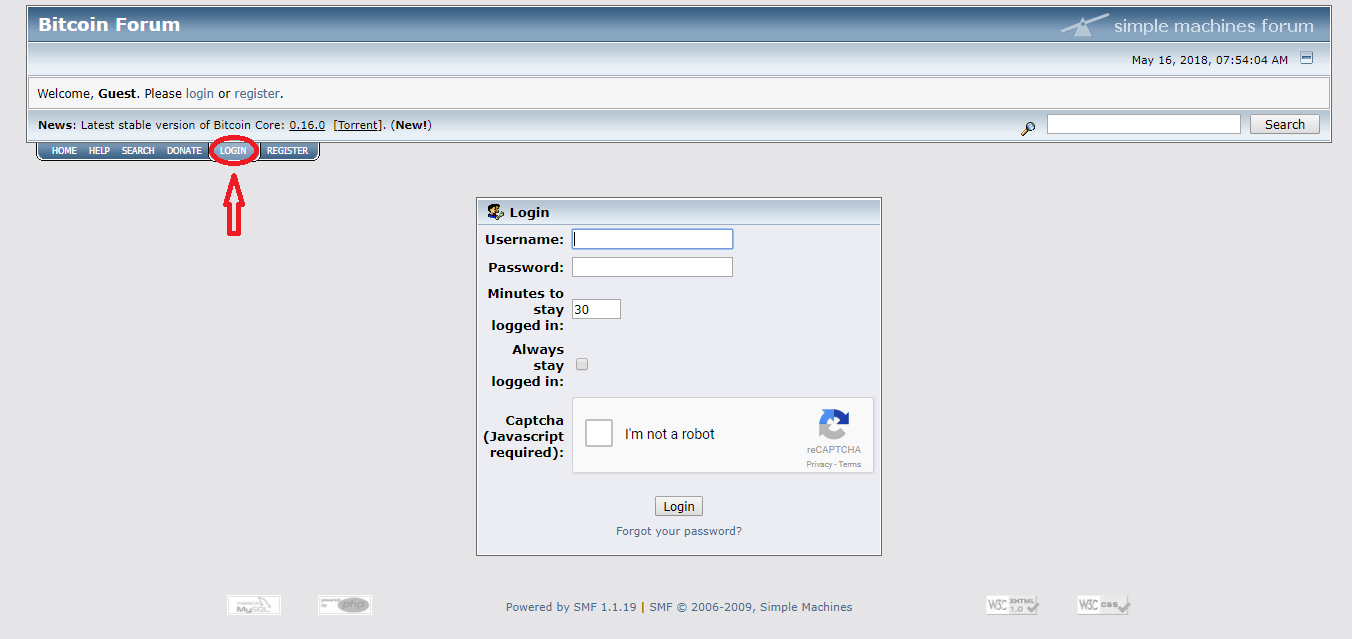 Bitcoin Forum
simple machines forum
May 16, 2018, 07:54:04 AM
Welcome, Guest. Please login or register.
News: Latest stable version of Bitcoin Core: 0.16.0 [Torrent]. (New!)
Search
HOME HELP SEARCH DONATE LOGIN REGISTER
Login
Username:
Password:
Minutes to
stay
logged in:
30
Always
stay
logged in:
Captcha
(Javascript
required):
I'm not a robot
reCAPTCHA
Privacy - Terms
Login
Forgot your password?
POWERED BY
MySQL
powered
by
php
Powered by SMF 1.1.19 | SMF © 2006-2009, Simple Machines
W3C XHTML
1.0
W3C css